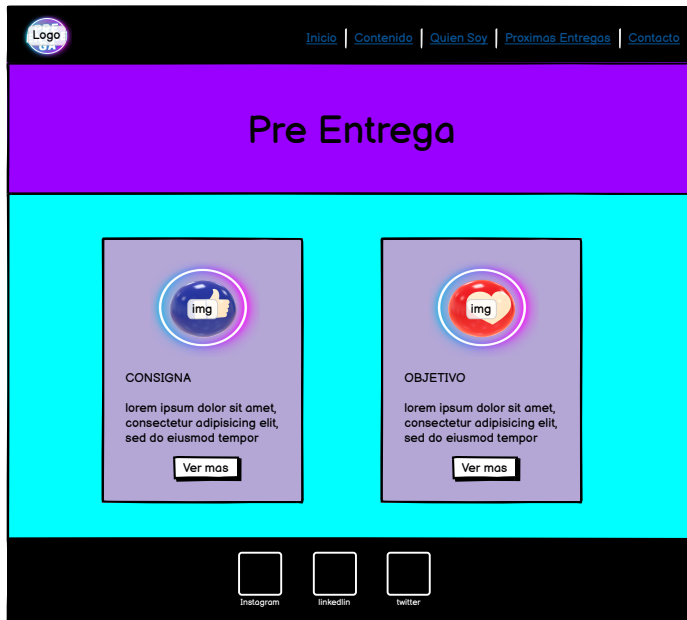 Logo
GA
Inicio Contenido Quien Soy Proximas Entregas Contacto
Pre Entrega
img
CONSIGNA
lorem ipsum dolor sit amet,
consectetur adipisicing elit,
sed do eiusmod tempor
Ver mas
img
OBJETIVO
lorem ipsum dolor sit amet,
consectetur adipisicing elit,
sed do eiusmod tempor
Ver mas
Instagram linkedIin twitter